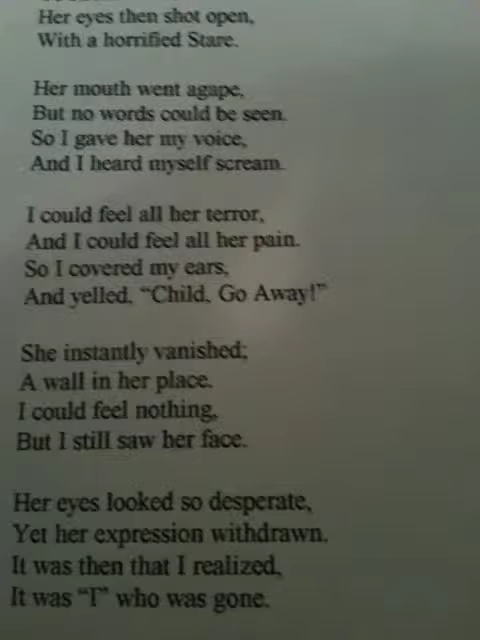 Her eyes then shot open,
With a horrified Stare.
Her mouth went agape,
But no words could be seen.
So I gave her my voice,
And I heard myself scream.
I could feel all her terror,
And I could feel all her pain.
So I covered my ears,
And yelled, “Child, Go Away!”
She instantly vanished;
A wall in her place.
I could feel nothing,
But I still saw her face.
Her eyes looked so desperate,
Yet her expression withdrawn.
It was then that I realized,
It was “I” who was gone.